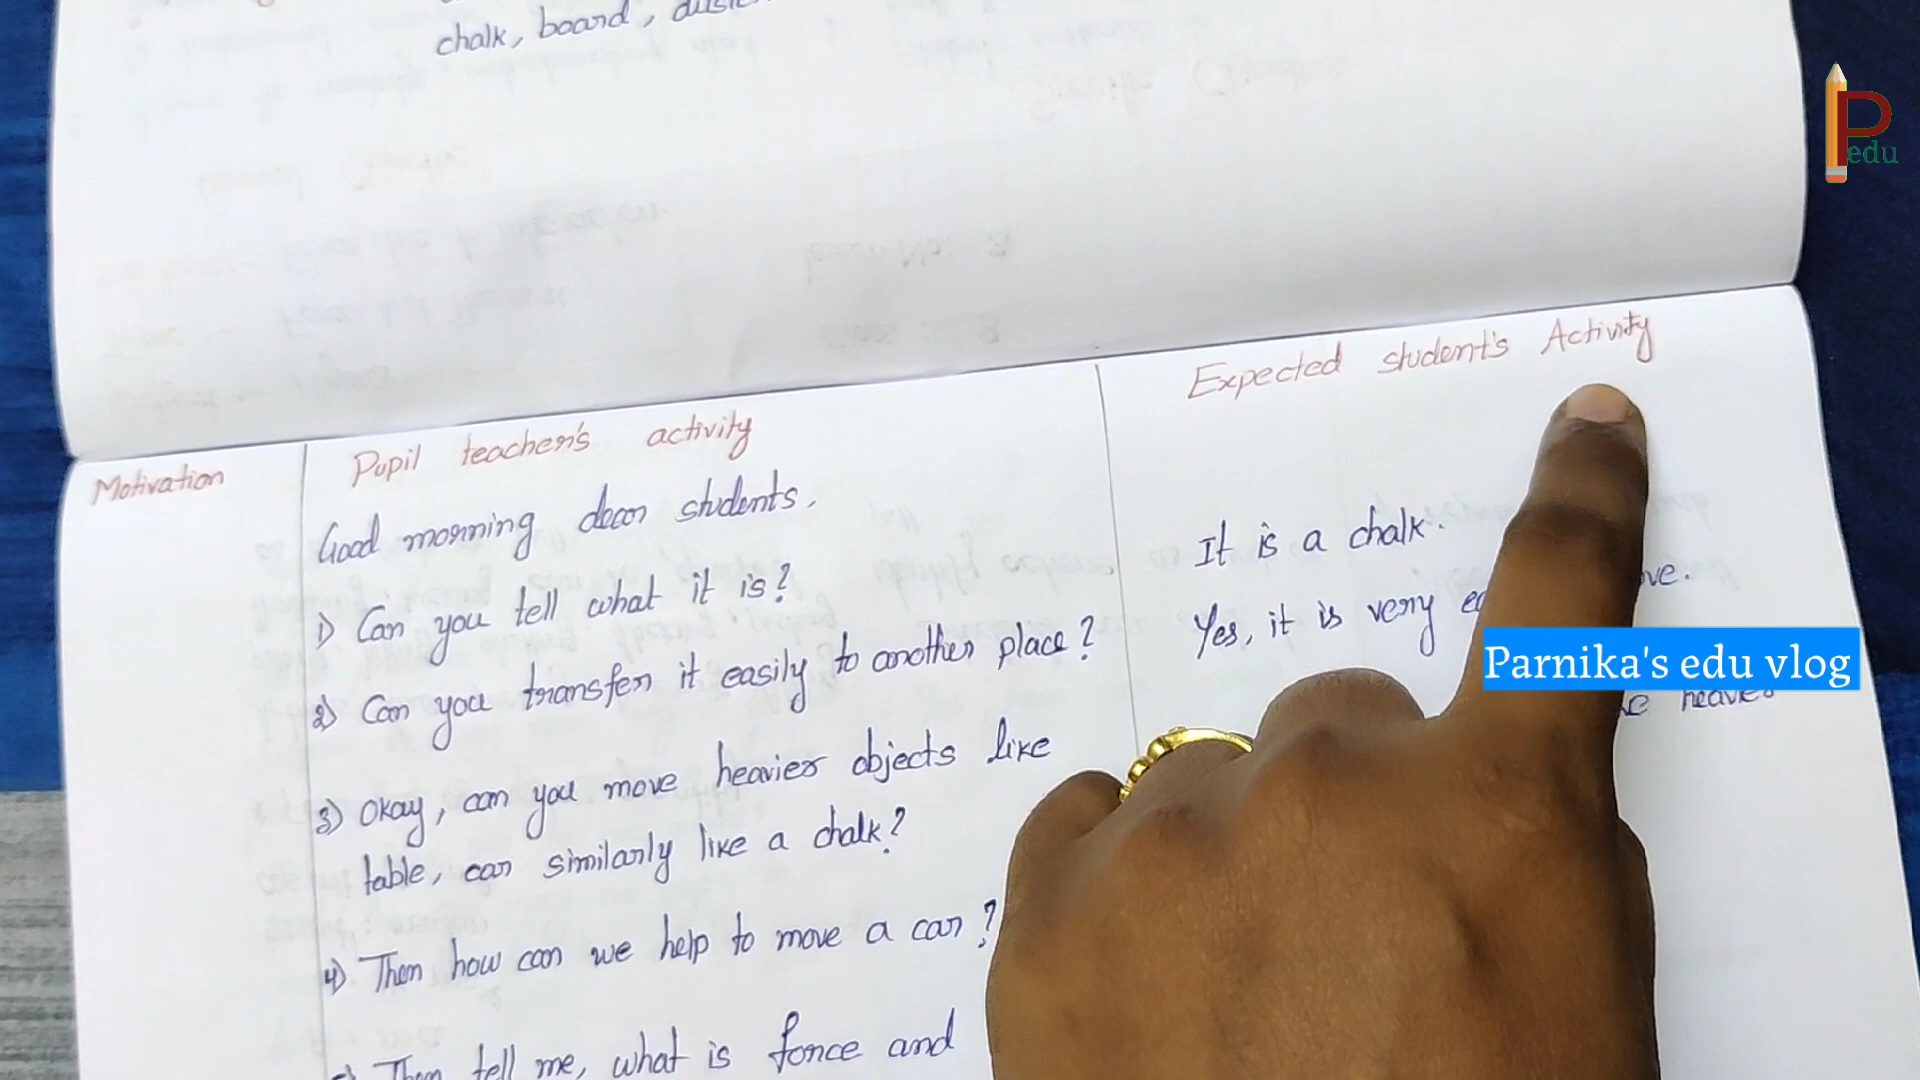 chalk, board,
P
edu
Expected student's Activity
Pupil teacher's activity
Motivation
Good morning dear students.
It is a chalk.
1) Can you tell what it is?
Yes, it is very
2) Can you transfer it easily to another place?
Parnika's edu vlog
heavier
3) Okay, can you move heavier objects like
table, car similarly like a chalk?
4) Then how can we help to move a car?
Then tell me, what is force and